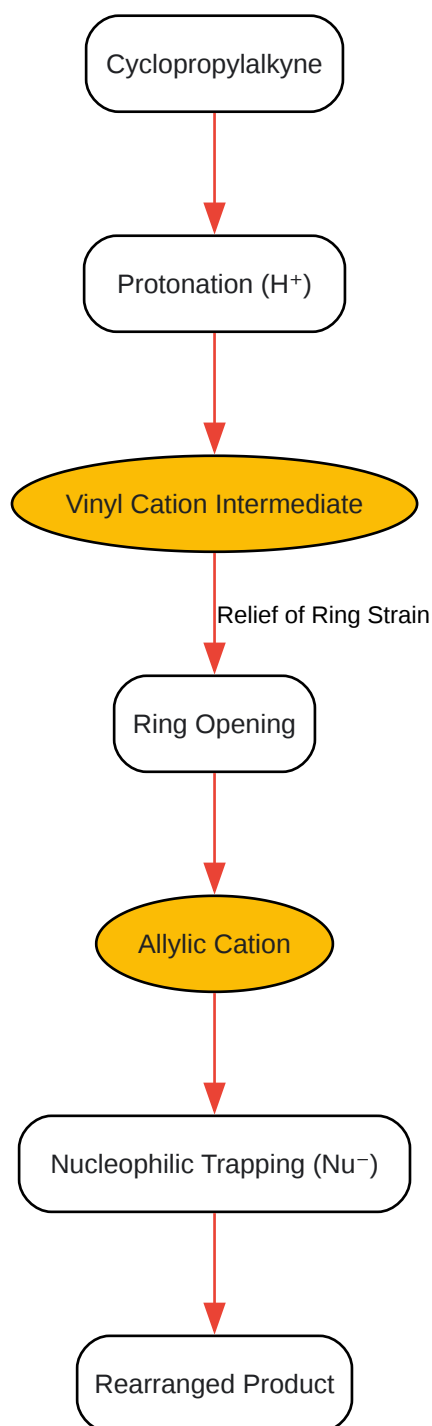 Cyclopropylalkyne
Protonation (H⁺)
Vinyl Cation Intermediate
Relief of Ring Strain
Ring Opening
Allylic Cation
Nucleophilic Trapping (Nu⁻)
Rearranged Product